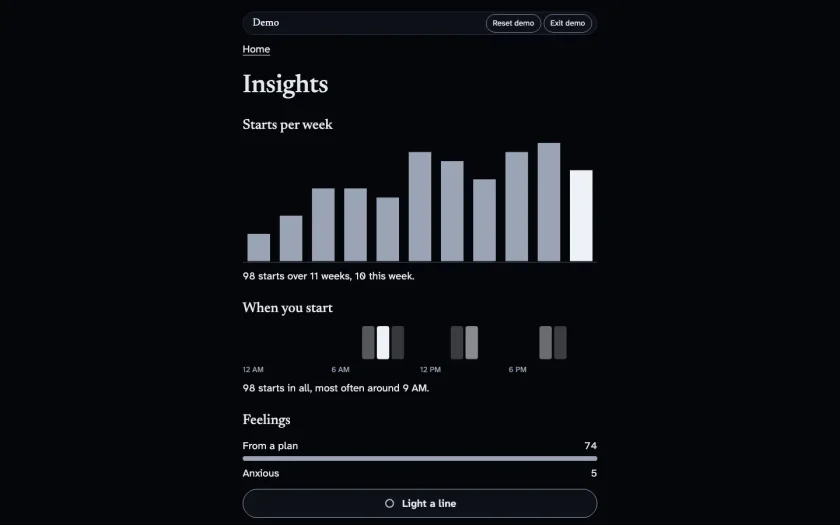 Demo
Reset demo
Exit demo
Home
Insights
Starts per week
98 starts over 11 weeks, 10 this week.
When you start
12 AM
6 AM
12 PM
6 PM
98 starts in all, most often around 9 AM.
Feelings
From a plan
74
Anxious
5
Light a line